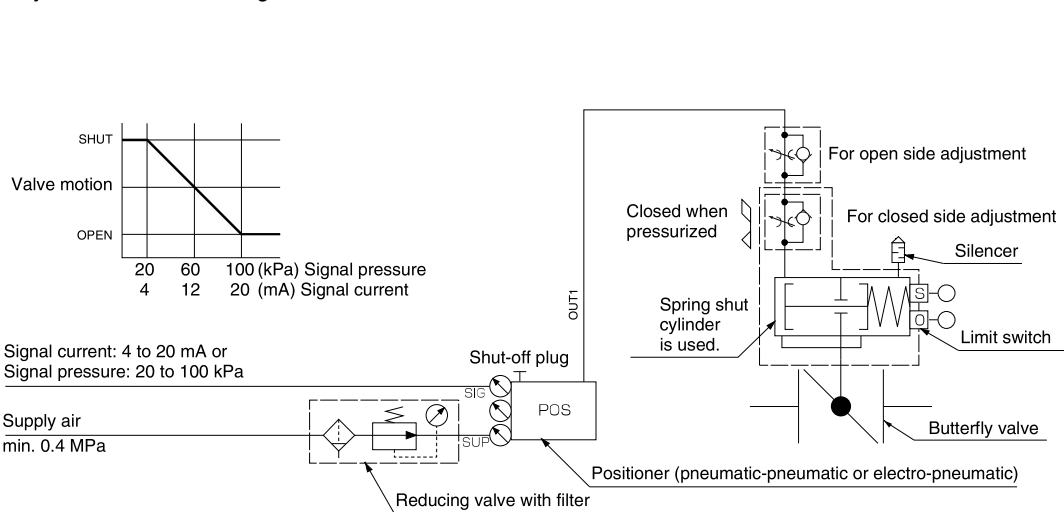 SHUT
Valve motion
OPEN
20 60 100 (kPa) Signal pressure
4 12 20 (mA) Signal current
For open side adjustment
Closed when
pressurized
For closed side adjustment
Silencer
OUT1
Spring shut
cylinder
is used.
S
O
Limit switch
Signal current: 4 to 20 mA or
Signal pressure: 20 to 100 kPa
Shut-off plug
SIG
POS
Supply air
SUP
min. 0.4 MPa
Butterfly valve
Positioner (pneumatic-pneumatic or electro-pneumatic)
Reducing valve with filter